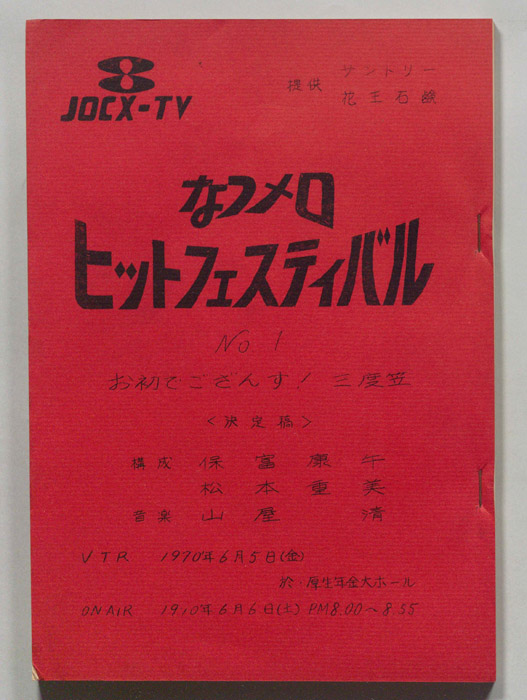 JOCX-TV
提供 サントリー
花王石鹸
なつメロ
ヒットフェスティバル
No 1
お初でござんす! 三度笠
〈決定稿〉
構成 保富康午
松本重美
音楽 山屋 清
VTR 1970年6月5日(金)
於・厚生年金大ホール
ON AIR 1970年6月6日(土) PM8.00〜8.55